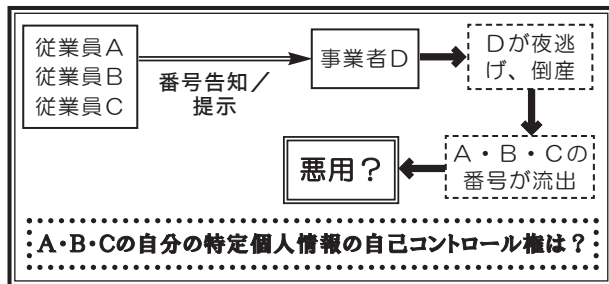 従業員A
従業員B
従業員C
番号告知／
提示
事業者D
Dが夜逃
げ、倒産
A・B・Cの
番号が流出
悪用？
A・B・Cの自分の特定個人情報の自己コントロール権は？